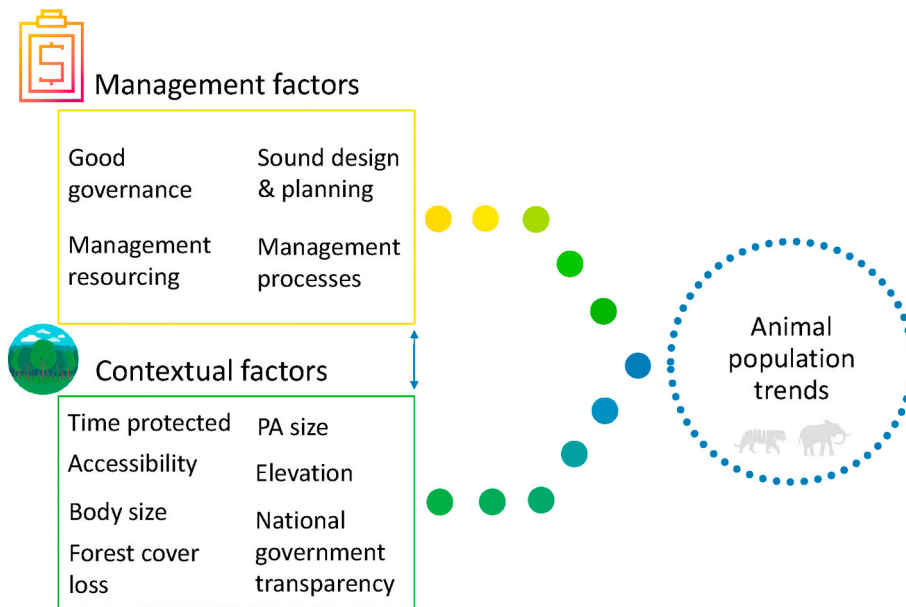 $
Management factors
Good
governance
Sound design
& planning
Management
resourcing
Management
processes
Contextual factors
Time protected
PA size
Accessibility
Elevation
Body size
National
government
transparency
Forest cover
loss
Animal
population
trends